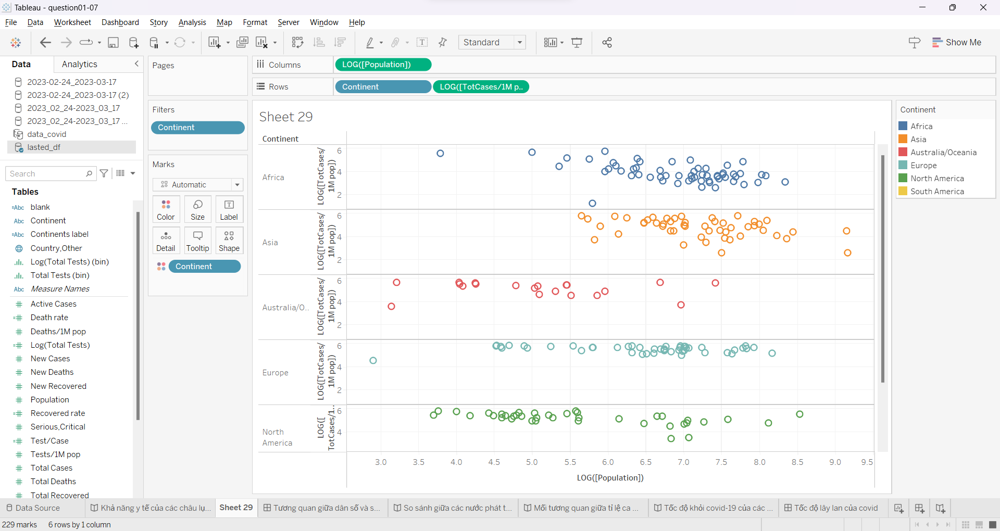 Tableau - question01-07
File Data Worksheet Dashboard Story Analysis Map Format Server Window Help
Standard
Show Me
Data Analytics
2023-02-24_2023-03-17
2023-02-24_2023-03-17 (2)
2023_02_24-2023_03_17
2023_02_24-2023_03_17 ...
data_covid
lasted_df
Search
Tables
=Abc blank
Abc Continent
=Abc Continents label
Country,Other
Log(Total Tests) (bin)
Total Tests (bin)
Abc Measure Names
Active Cases
Death rate
Deaths/1M pop
Log(Total Tests)
New Cases
New Deaths
New Recovered
Population
Recovered rate
Serious,Critical
Test/Case
Tests/1M pop
Total Cases
Total Deaths
Total Recovered
Pages
Filters
Continent
Marks
Automatic
Color Size Label
Detail Tooltip Shape
Continent
Columns LOG([Population])
Rows Continent LOG([TotCases/1M p..
Sheet 29
Continent
Africa
LOG([TotCases/
1M pop])
6
4
2
Asia
LOG([TotCases/
1M pop])
6
4
2
Australia/O..
LOG([TotCases/
1M pop])
6
4
2
Europe
LOG([TotCases/
1M pop])
6
4
2
North
America
LOG([
TotCases/1..
6
4
3.0 3.5 4.0 4.5 5.0 5.5 6.0 6.5 7.0 7.5 8.0 8.5 9.0 9.5
LOG([Population])
Continent
Africa
Asia
Australia/Oceania
Europe
North America
South America
Data Source Khả năng y tế của các châu lụ... Sheet 29 Tương quan giữa dân số và s... So sánh giữa các nước phát t... Mối tương quan giữa tỉ lệ ca ... Tốc độ khỏi covid-19 của các ... Tốc độ lây lan của covid
229 marks 6 rows by 1 column